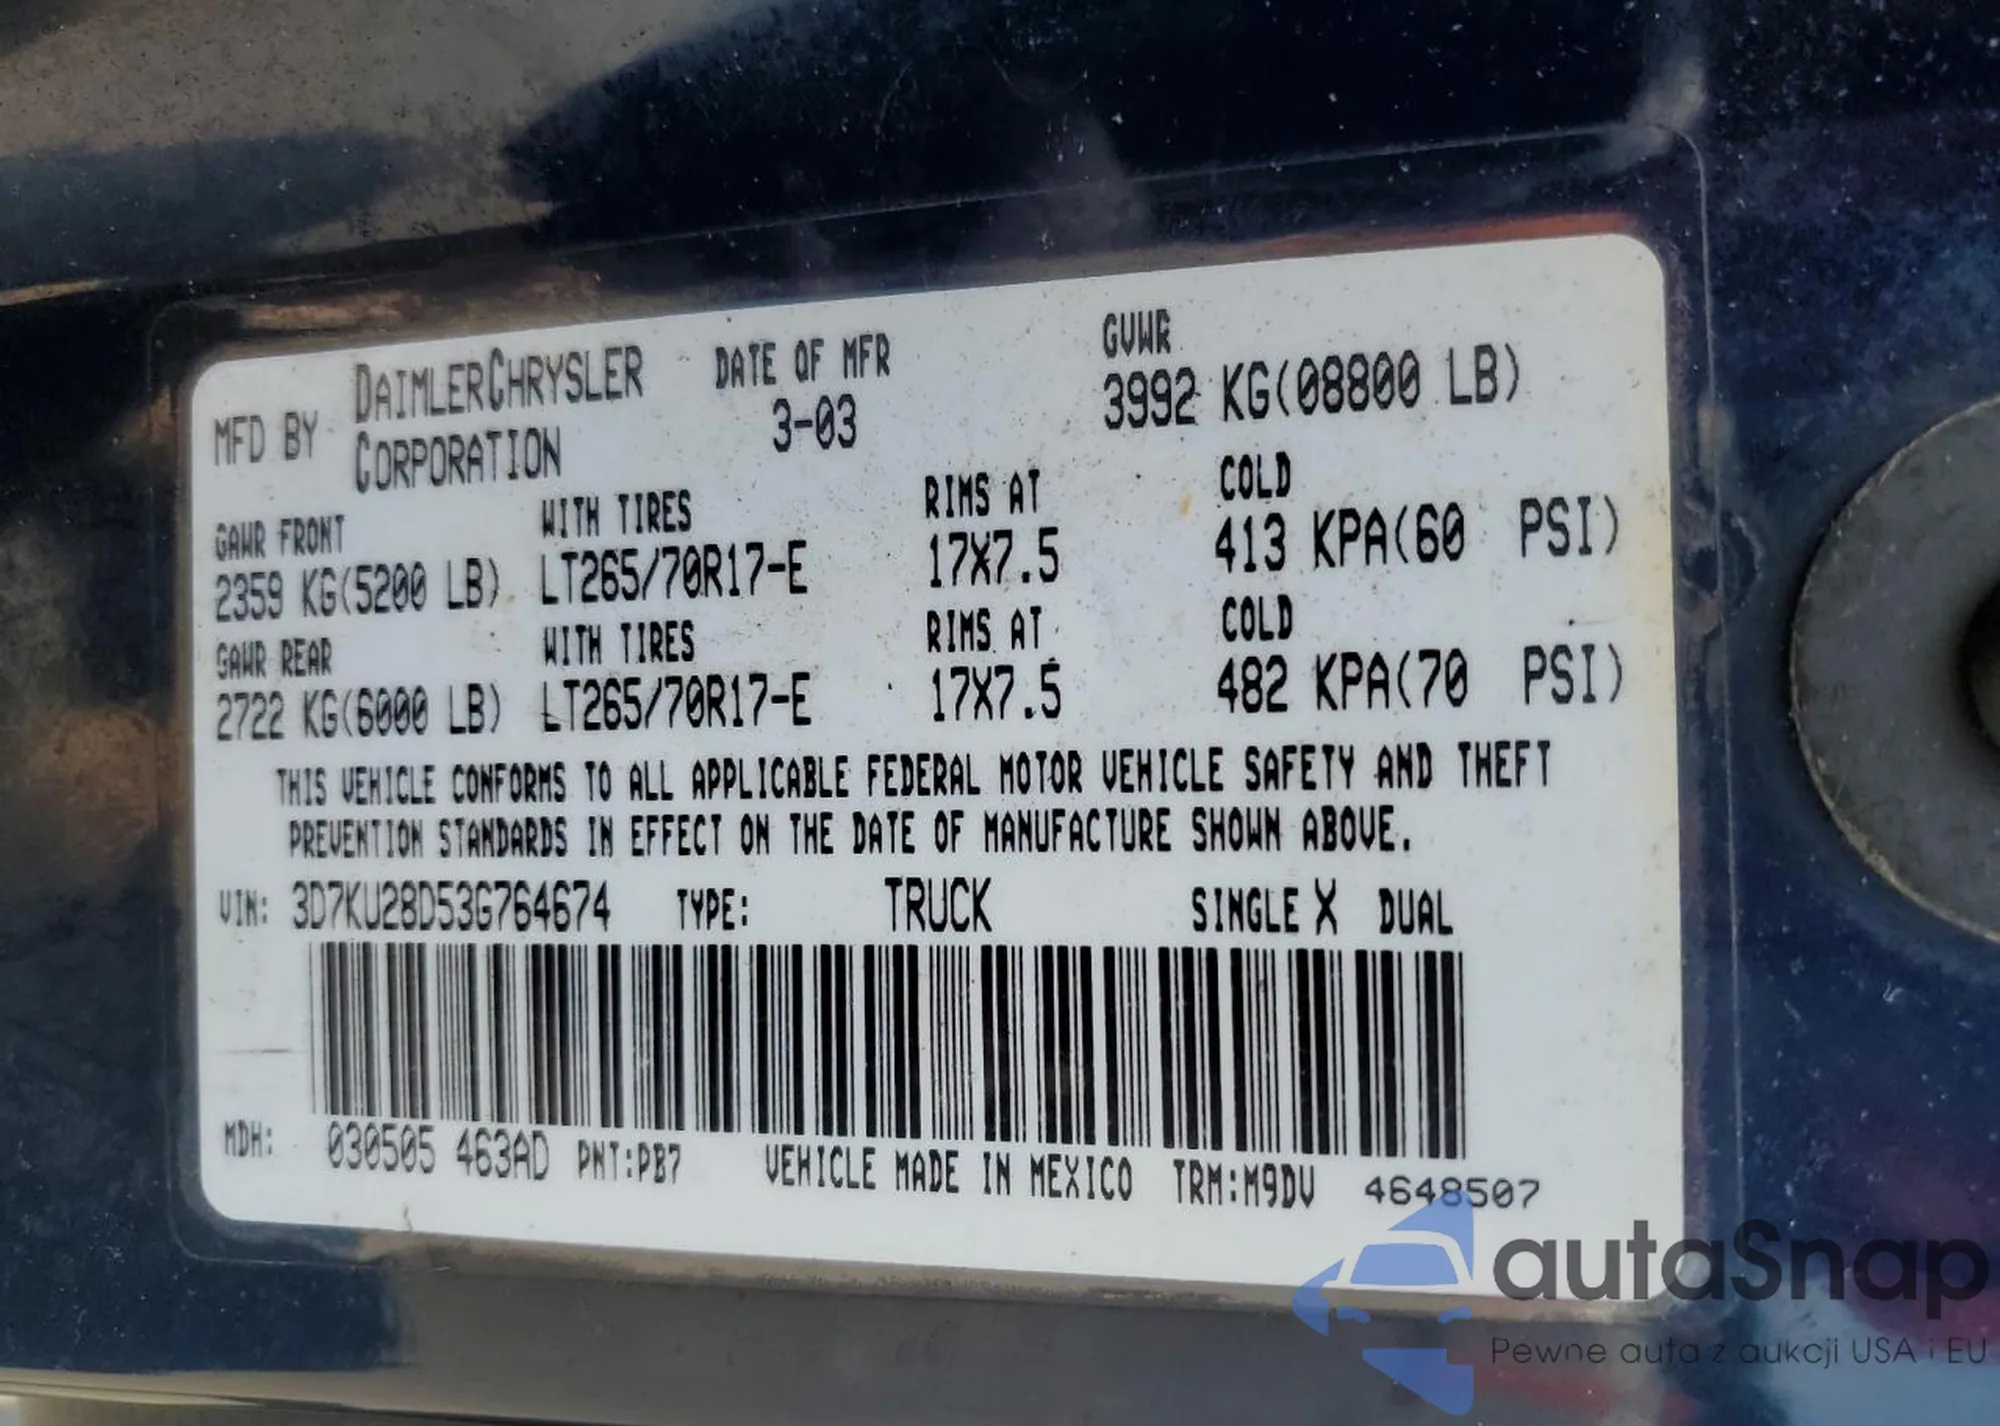 MFD BY DAIMLERCHRYSLER CORPORATION DATE OF MFR 3-03 GVWR 3992 KG(08800 LB)
GAWR FRONT WITH TIRES RIMS AT COLD
2359 KG(5200 LB) LT265/70R17-E 17X7.5 413 KPA(60 PSI)
GAWR REAR WITH TIRES RIMS AT COLD
2722 KG(6000 LB) LT265/70R17-E 17X7.5 482 KPA(70 PSI)
THIS VEHICLE CONFORMS TO ALL APPLICABLE FEDERAL MOTOR VEHICLE SAFETY AND THEFT
PREVENTION STANDARDS IN EFFECT ON THE DATE OF MANUFACTURE SHOWN ABOVE.
VIN: 3D7KU28D53G764674 TYPE: TRUCK SINGLE X DUAL
MDH: 030505 463AD PNT:PB7 VEHICLE MADE IN MEXICO TRM:M9DV 4648507
autaSnap
Pewne auta z aukcji USA i EU